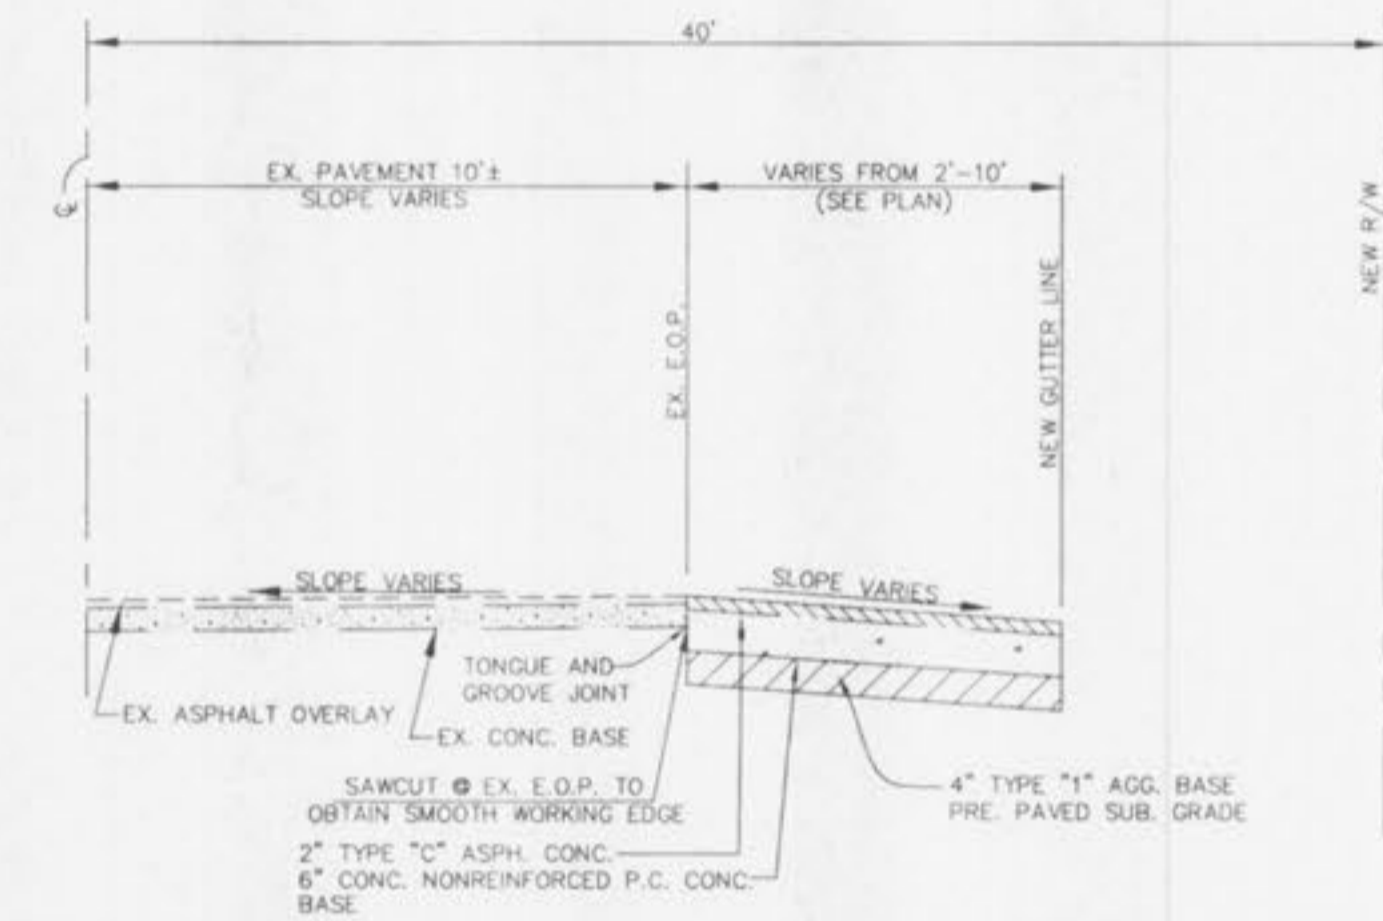 40'
EX. PAVEMENT 10'±
SLOPE VARIES
VARIES FROM 2'-10'
(SEE PLAN)
℄
NEW R/W
EX. E.O.P.
NEW GUTTER LINE
SLOPE VARIES
SLOPE VARIES
TONGUE AND
GROOVE JOINT
EX. ASPHALT OVERLAY
EX. CONC. BASE
SAWCUT @ EX. E.O.P. TO
OBTAIN SMOOTH WORKING EDGE
4" TYPE "1" AGG. BASE
PRE. PAVED SUB. GRADE
2" TYPE "C" ASPH. CONC.
6" CONC. NONREINFORCED P.C. CONC.
BASE